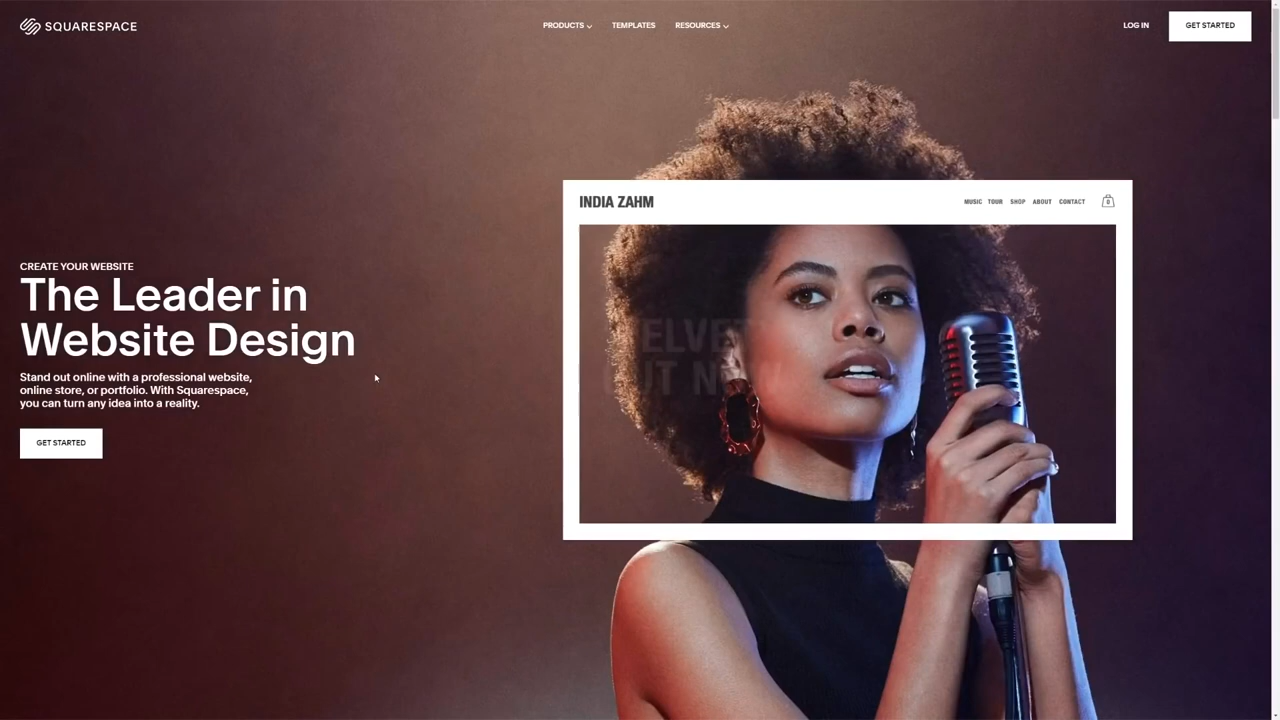 SQUARESPACE
PRODUCTS
TEMPLATES
RESOURCES
LOG IN
GET STARTED
INDIA ZAHM
MUSIC TOUR SHOP ABOUT CONTACT
0
CREATE YOUR WEBSITE
The Leader in
Website Design
Stand out online with a professional website,
online store, or portfolio. With Squarespace,
you can turn any idea into a reality.
GET STARTED